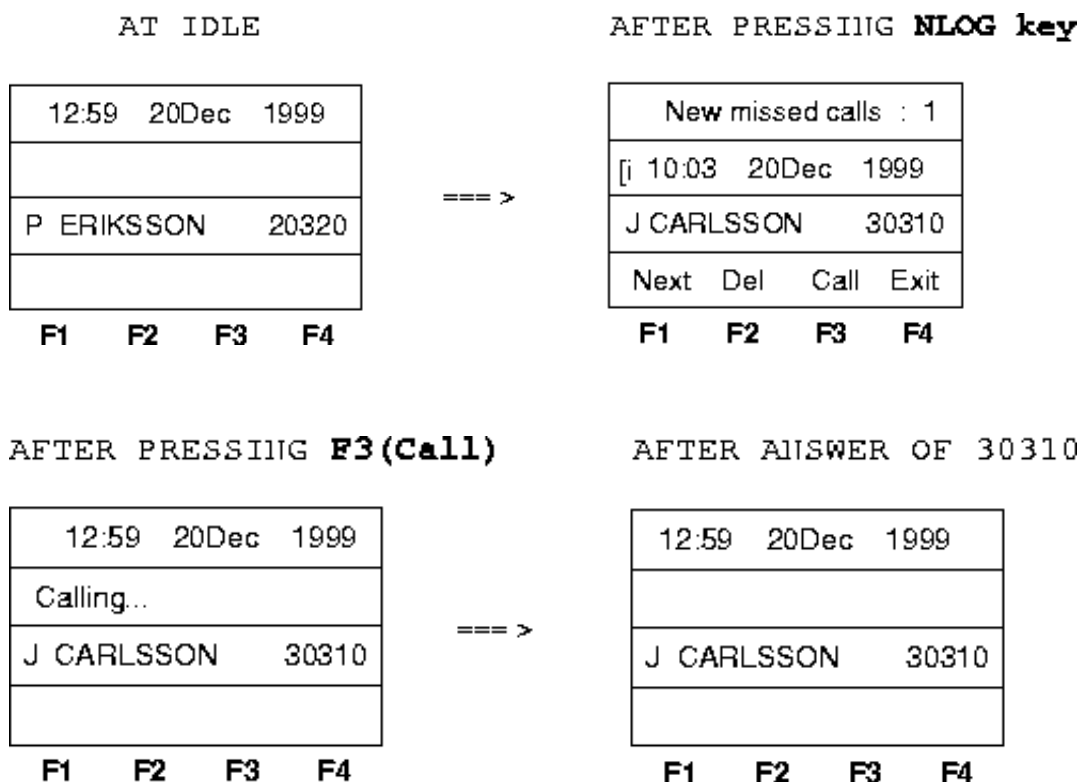 AT IDLE
12:59 20Dec 1999
P ERIKSSON 20320
F1 F2 F3 F4
===>
AFTER PRESSING NLOG key
New missed calls : 1
[i 10:03 20Dec 1999
J CARLSSON 30310
Next Del Call Exit
F1 F2 F3 F4
AFTER PRESSING F3(Call)
12:59 20Dec 1999
Calling...
J CARLSSON 30310
F1 F2 F3 F4
===>
AFTER ANSWER OF 30310
12:59 20Dec 1999
J CARLSSON 30310
F1 F2 F3 F4